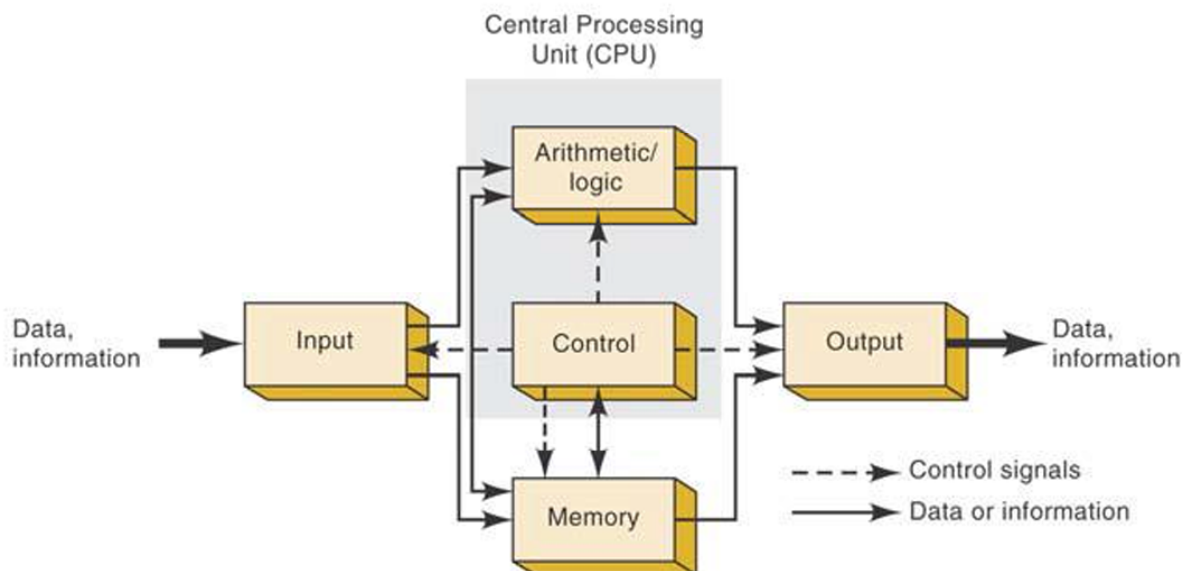 Central Processing
Unit (CPU)
Arithmetic/
logic
Data,
information
Input
Control
Output
Data,
information
Memory
Control signals
Data or information